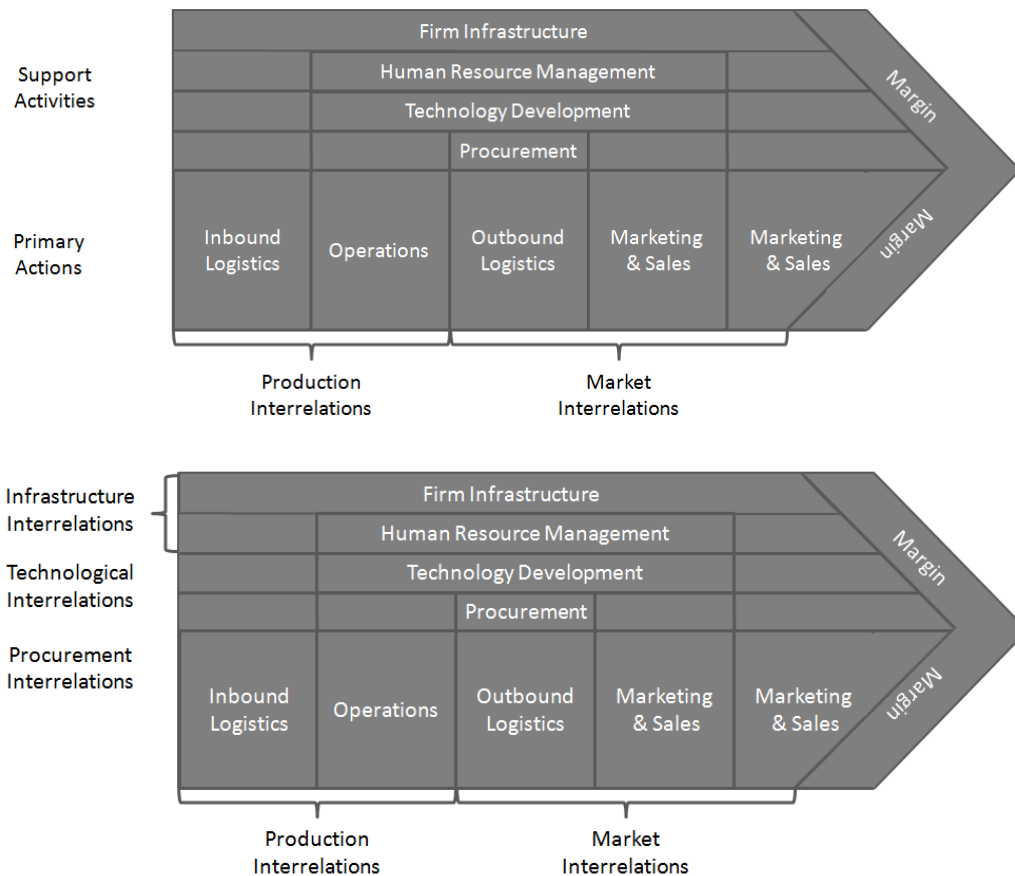 Firm Infrastructure
Support
Activities
Human Resource Management
Margin
Technology Development
Procurement
Primary
Actions
Inbound
Logistics
Operations
Outbound
Logistics
Marketing
& Sales
Marketing
& Sales
Margin
Production
Interrelations
Market
Interrelations
Infrastructure
Interrelations
Firm Infrastructure
Human Resource Management
Margin
Technological
Interrelations
Technology Development
Procurement
Procurement
Interrelations
Inbound
Logistics
Operations
Outbound
Logistics
Marketing
& Sales
Marketing
& Sales
Margin
Production
Interrelations
Market
Interrelations